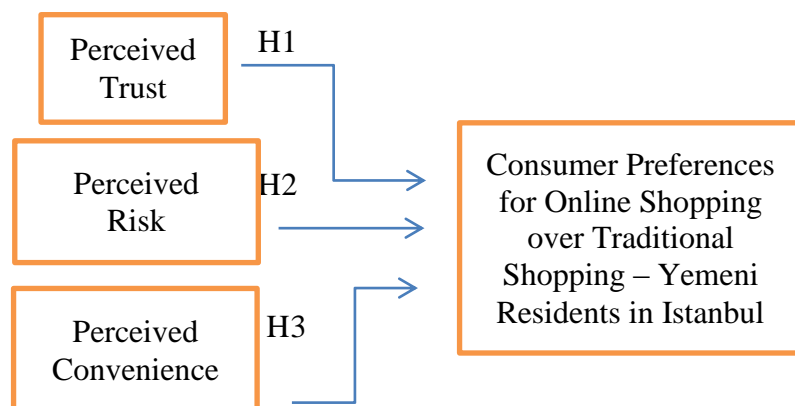 Perceived
Trust
H1
Perceived
Risk
H2
Perceived
Convenience
H3
Consumer Preferences
for Online Shopping
over Traditional
Shopping – Yemeni
Residents in Istanbul